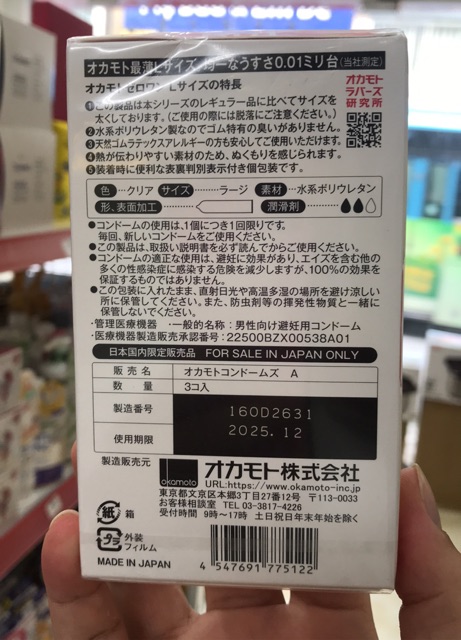 オカモト最薄Lサイズ、均一なうすさ0.01ミリ台(当社測定)
オカモトゼロワンLサイズの特長
オカモト
ラバーズ
研究所
❶この製品は本シリーズのレギュラー品に比べてサイズを
太くしております。(ご使用の際には脱落にご注意ください。)
❷水系ポリウレタン製なのでゴム特有の臭いがありません。
❸天然ゴムラテックスアレルギーの方も安心してご使用いただけます。
❹熱が伝わりやすい素材のため、ぬくもりを感じられます。
❺装着時に便利な表裏判別表示付き個包装です。
色…クリア サイズ……ラージ 素材…水系ポリウレタン
形、表面加工… 潤滑剤…
●コンドームの使用は、1個につき1回限りです。
毎回、新しいコンドームをご使用ください。
●この製品は、取扱い説明書を必ず読んでからご使用ください。
●コンドームの適正な使用は、避妊に効果があり、エイズを含む他の
多くの性感染症に感染する危険を減少しますが、100%の効果を
保証するものではありません。
●この包装に入れたまま、直射日光や高温多湿の場所を避け涼しい
所に保管してください。また、防虫剤等の揮発性物質と一緒に
保管しないでください。
・管理医療機器 ・一般的名称:男性向け避妊用コンドーム
・医療機器製造販売承認番号:22500BZX00538A01
日本国内限定販売品 FOR SALE IN JAPAN ONLY
販売名 オカモトコンドームズ A
数量 3コ入
製造番号 160D2631
使用期限 2025.12
製造販売元 okamoto オカモト株式会社
URL:https://www.okamoto-inc.jp
東京都文京区本郷3丁目27番12号 〒113-0033
お客様相談室 TEL 03-3817-4226
受付時間 9時~17時 土日祝日年末年始を除く
紙 箱
プラ 外装
フィルム
MADE IN JAPAN
4 547691 775122